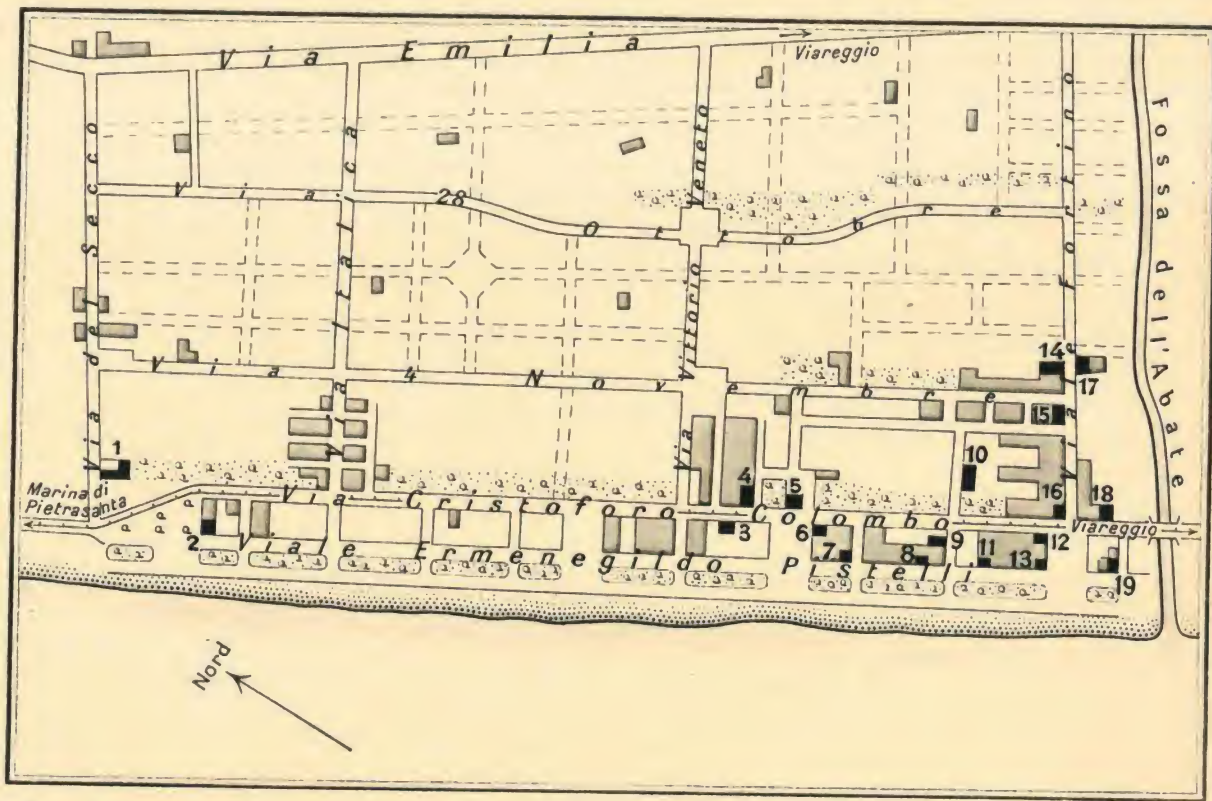 Via Emilia
Viareggio
Via del Secco
Via Italica
Via Vittorio Veneto
Viale Fortino
Fossa dell'Abate
Via 28 Ottobre
Via 4 Novembre
14
17
15
1
10
4
5
16
18
Marina di
Pietrasanta
Via Cristoforo Colombo
Viareggio
2
3
6
7
8
9
11
12
13
19
Viale Ermenegildo Pistelli
Nord